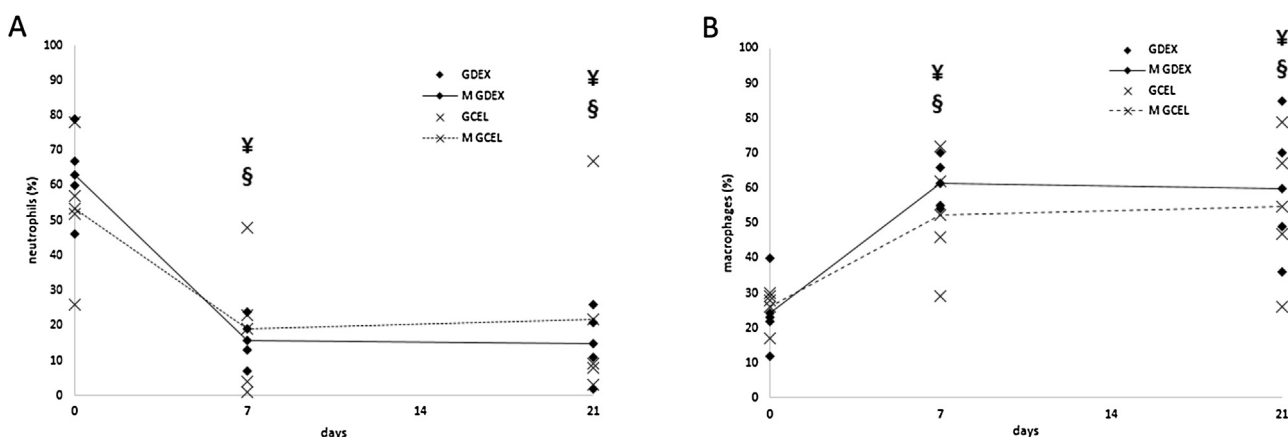 A
100
90
80
70
60
50
40
30
20
10
0
neutrophils (%)
0 7 14 21
days
GDEX
M GDEX
GCEL
M GCEL
¥
§
¥
§
B
100
90
80
70
60
50
40
30
20
10
0
macrophages (%)
0 7 14 21
days
GDEX
M GDEX
GCEL
M GCEL
¥
§
¥
§